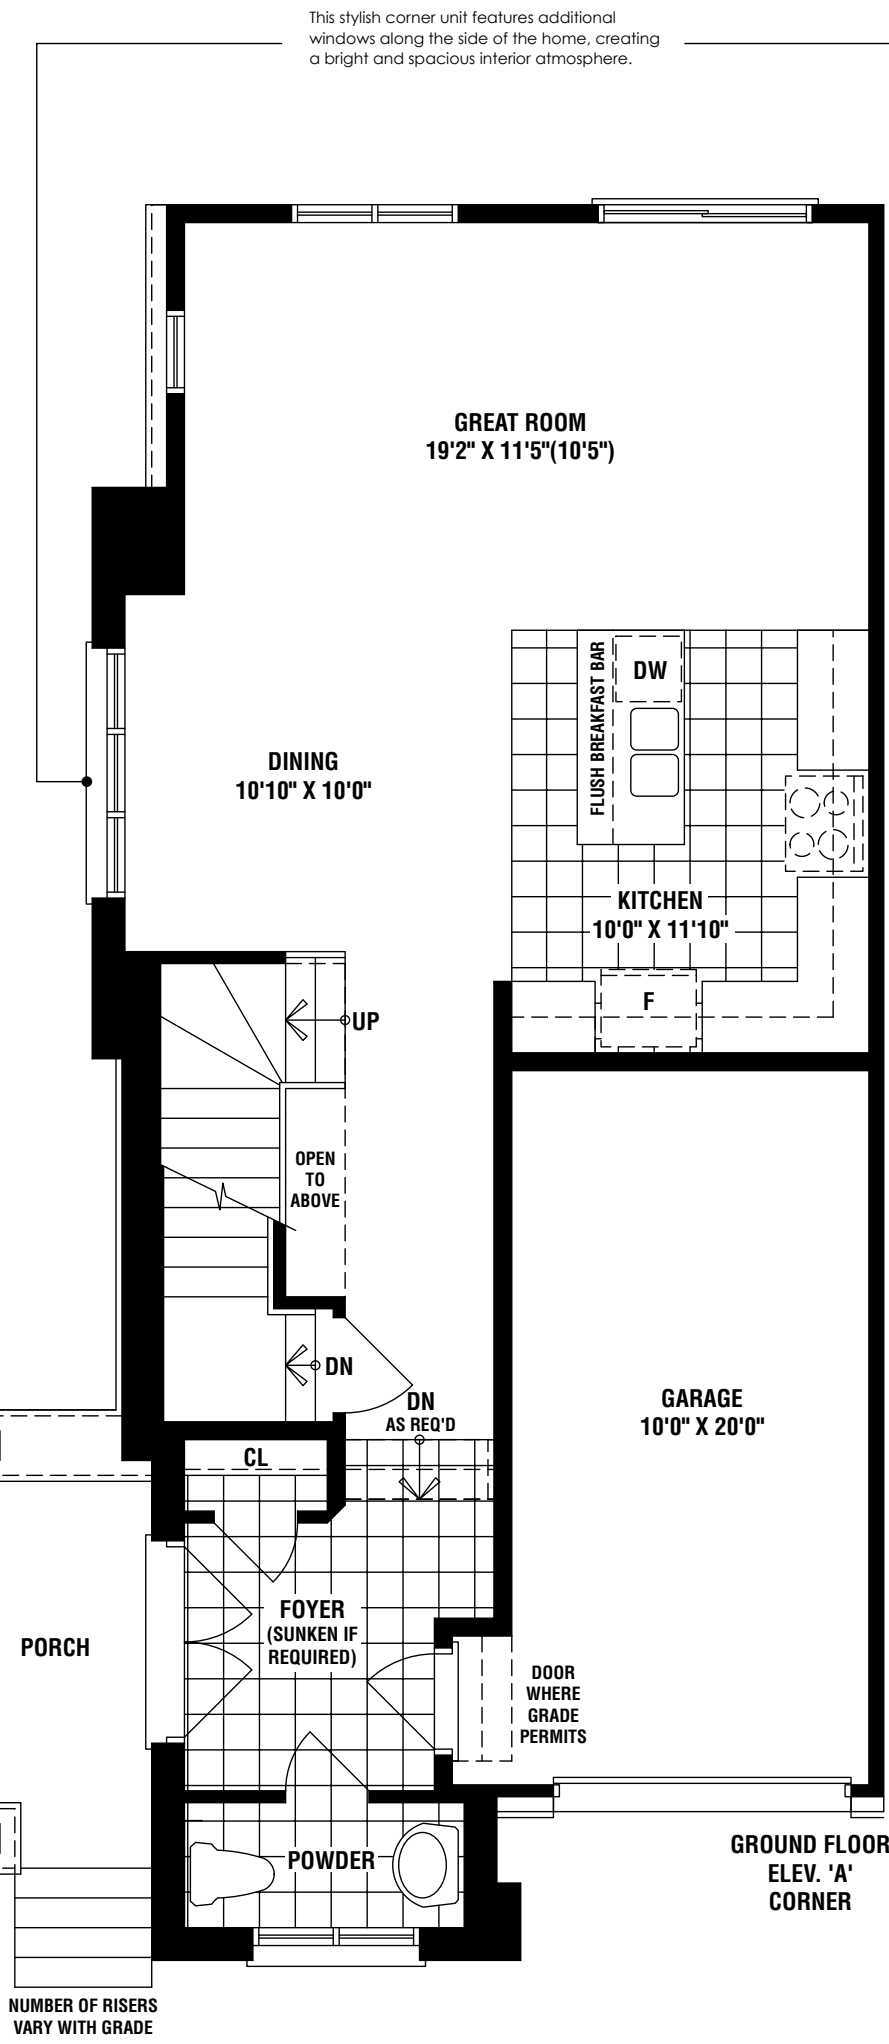 This stylish corner unit features additional
windows along the side of the home, creating
a bright and spacious interior atmosphere.
GREAT ROOM
19'2" X 11'5"(10'5")
FLUSH BREAKFAST BAR
DW
DINING
10'10" X 10'0"
KITCHEN
10'0" X 11'10"
F
UP
OPEN
TO
ABOVE
DN
DN
AS REQ'D
GARAGE
10'0" X 20'0"
CL
FOYER
(SUNKEN IF
REQUIRED)
PORCH
DOOR
WHERE
GRADE
PERMITS
POWDER
GROUND FLOOR
ELEV. 'A'
CORNER
NUMBER OF RISERS
VARY WITH GRADE